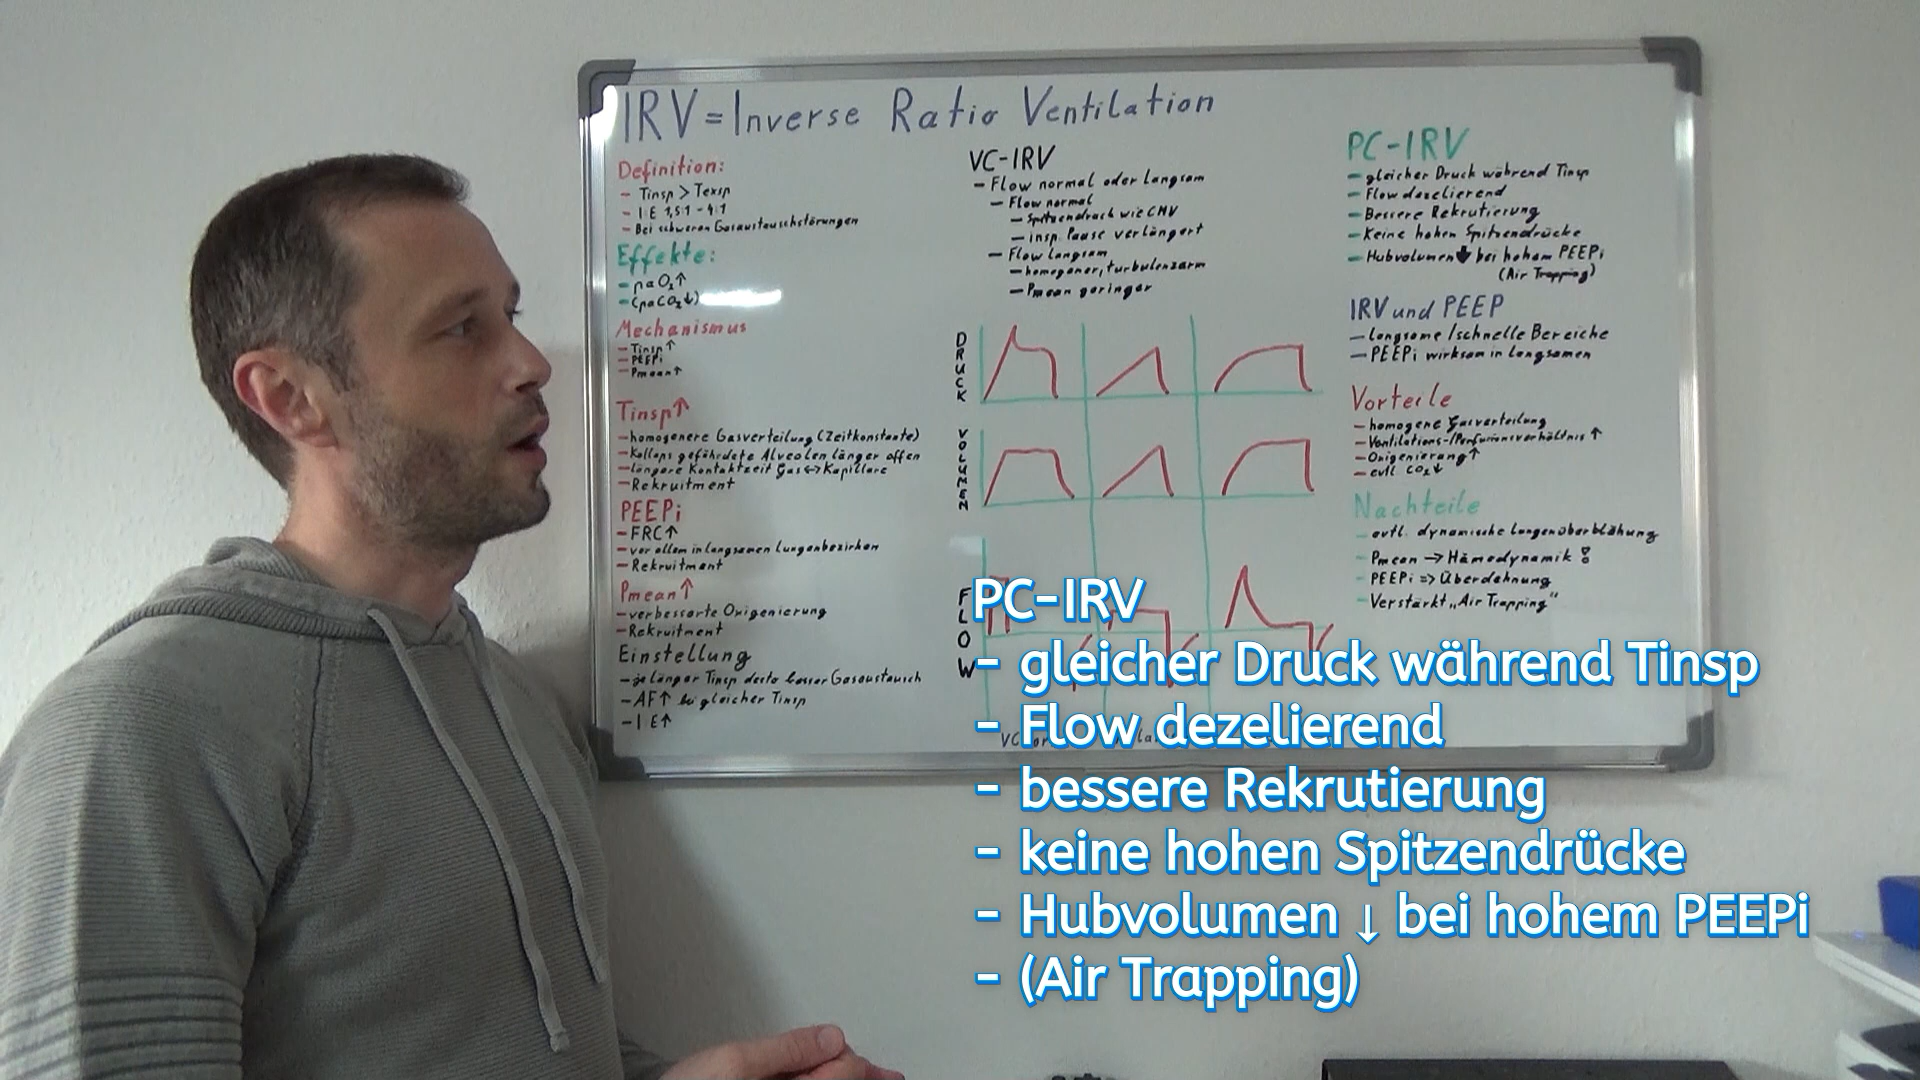 IRV = Inverse Ratio Ventilation
Definition:
- Tinsp > Texsp
- I:E 1,5:1 - 4:1
- Bei schweren Gasaustauschstörungen
Effekte:
- paO₂↑
- (paCO₂↓)
Mechanismus
- Tinsp↑
- PEEPi
- Pmean↑
Tinsp↑
- homogenere Gasverteilung (Zeitkonstante)
- Kollaps gefährdete Alveolen länger offen
- längere Kontaktzeit Gas ↔ Kapillare
- Rekruitment
PEEPi
- FRC↑
- vor allem in langsamen Lungenbezirken
- Rekruitment
Pmean↑
- verbesserte Oxigenierung
- Rekruitment
Einstellung
- je länger Tinsp desto besser Gasaustausch
- AF↑ bei gleicher Tinsp
- I:E↑
VC-IRV
- Flow normal oder langsam
- Flow normal
- Spitzendruck wie CMV
- insp. Pause verlängert
- Flow langsam
- homogener, turbulenzarm
- Pmean geringer
DRUCK
VOLUMEN
FLOW
PC-IRV
- gleicher Druck während Tinsp
- Flow dezelierend
- Bessere Rekrutierung
- Keine hohen Spitzendrücke
- Hubvolumen ↓ bei hohem PEEPi
(Air Trapping)
IRV und PEEP
- langsame/schnelle Bereiche
- PEEPi wirksam in langsamen
Vorteile
- homogene Gasverteilung
- Ventilations-/Perfusionsverhältnis ↑
- Oxigenierung↑
- evtl CO₂↓
Nachteile
- evtl. dynamische Lungenüberblähung
- Pmean → Hämodynamik !
- PEEPi => Überdehnung
- Verstärkt „Air Trapping"
PC-IRV
- gleicher Druck während Tinsp
- Flow dezelierend
- bessere Rekrutierung
- keine hohen Spitzendrücke
- Hubvolumen ↓ bei hohem PEEPi
- (Air Trapping)